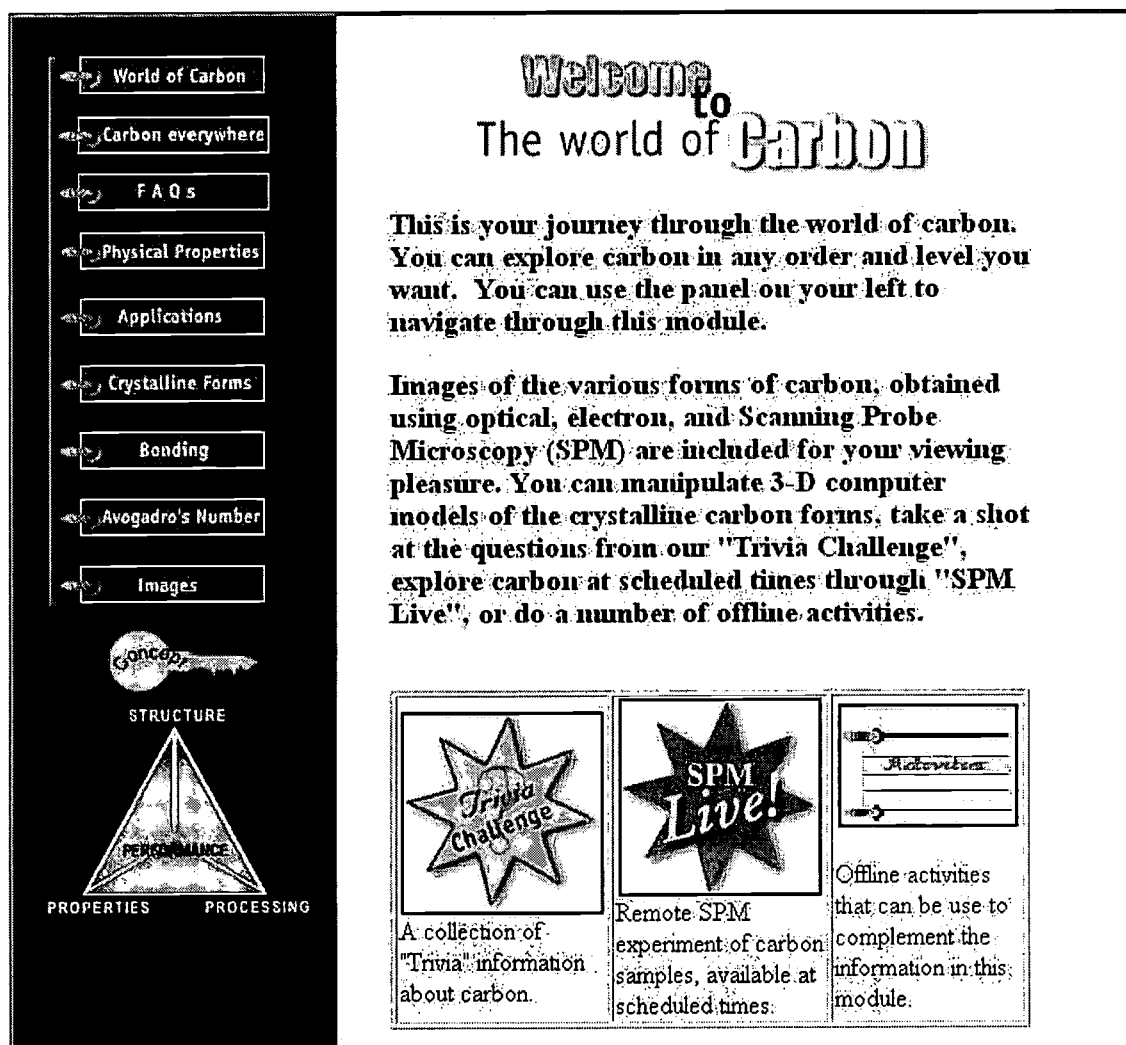 World of Carbon
Carbon everywhere
F A Q s
Physical Properties
Applications
Crystalline Forms
Bonding
Avogadro's Number
Images
Concept
STRUCTURE
PERFORMANCE
PROPERTIES PROCESSING
Welcome
to
The world of Carbon
This is your journey through the world of carbon.
You can explore carbon in any order and level you
want. You can use the panel on your left to
navigate through this module.
Images of the various forms of carbon, obtained
using optical, electron, and Scanning Probe
Microscopy (SPM) are included for your viewing
pleasure. You can manipulate 3-D computer
models of the crystalline carbon forms, take a shot
at the questions from our "Trivia Challenge",
explore carbon at scheduled times through "SPM
Live", or do a number of offline activities.
Trivia
Challenge
A collection of
"Trivia" information
about carbon.
SPM
Live!
Remote SPM
experiment of carbon
samples, available at
scheduled times.
Activities
Offline activities
that can be use to
complement the
information in this
module.